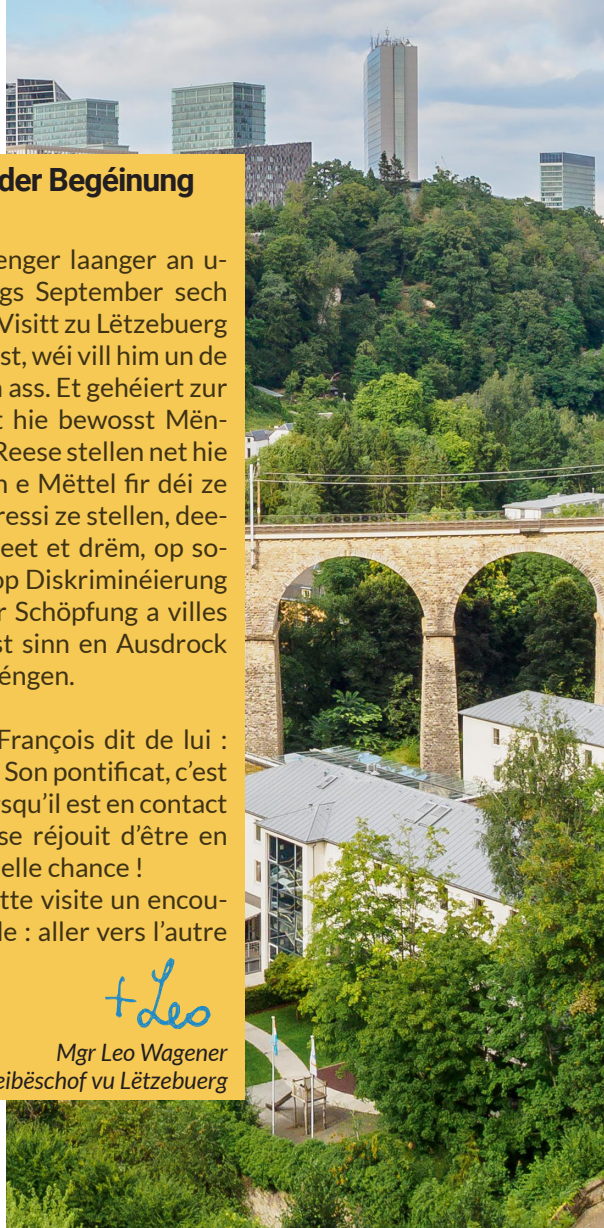 der Begéinung
enger laanger an u-
gs September sech
Visitt zu Lëtzebuerg
st, wéi vill him un de
ass. Et gehéiert zur
hie bewosst Mën-
Reese stellen net hie
e Mëttel fir déi ze
ressi ze stellen, dee-
eet et drëm, op so-
op Diskriminéierung
Schöpfung a villes
st sinn en Ausdrock
éngen.
François dit de lui :
Son pontificat, c'est
rsqu'il est en contact
se réjouit d'être en
elle chance !
tte visite un encou-
le : aller vers l'autre
+Leo
Mgr Leo Wagener
eibëschof vu Lëtzebuerg